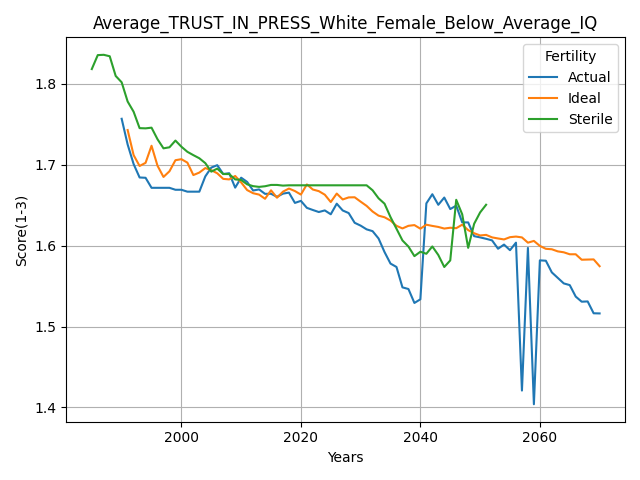 Average_TRUST_IN_PRESS_White_Female_Below_Average_IQ
Fertility
Actual
Ideal
Sterile
Score(1-3)
1.8
1.7
1.6
1.5
1.4
2000
2020
2040
2060
Years